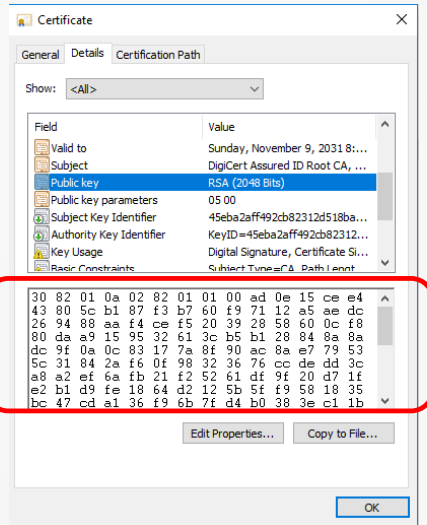 Certificate
General Details Certification Path
Show: <All>
Field Value
Valid to Sunday, November 9, 2031 8:...
Subject DigiCert Assured ID Root CA, ...
Public key RSA (2048 Bits)
Public key parameters 05 00
Subject Key Identifier 45eba2aff492cb82312d518ba...
Authority Key Identifier KeyID=45eba2aff492cb82312...
Key Usage Digital Signature, Certificate Si...
Basic Constraints Subject Type=CA, Path Lengt...
30 82 01 0a 02 82 01 01 00 ad 0e 15 ce e4
43 80 5c b1 87 f3 b7 60 f9 71 12 a5 ae dc
26 94 88 aa f4 ce f5 20 39 28 58 60 0c f8
80 da a9 15 95 32 61 3c b5 b1 28 84 8a 8a
dc 9f 0a 0c 83 17 7a 8f 90 ac 8a e7 79 53
5c 31 84 2a f6 0f 98 32 36 76 cc de dd 3c
a8 a2 ef 6a fb 21 f2 52 61 df 9f 20 d7 1f
e2 b1 d9 fe 18 64 d2 12 5b 5f f9 58 18 35
bc 47 cd a1 36 f9 6b 7f d4 b0 38 3e c1 1b
Edit Properties... Copy to File...
OK